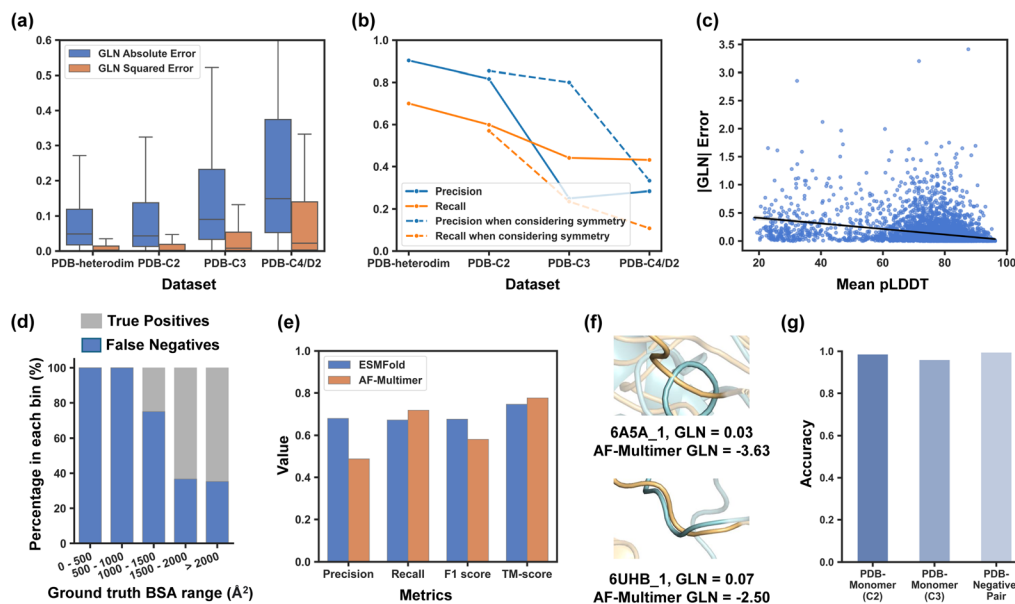 (a)
0.6
0.5
0.4
0.3
0.2
0.1
0.0
GLN Absolute Error
GLN Squared Error
PDB-heterodim
PDB-C2
PDB-C3
PDB-C4/D2
Dataset
(b)
1.0
0.8
0.6
0.4
0.2
0.0
Precision
Recall
Precision when considering symmetry
Recall when considering symmetry
PDB-heterodim
PDB-C2
PDB-C3
PDB-C4/D2
Dataset
(c)
|GLN| Error
3.5
3.0
2.5
2.0
1.5
1.0
0.5
0.0
20
40
60
80
100
Mean pLDDT
(d)
True Positives
False Negatives
Percentage in each bin (%)
100
80
60
40
20
0
0 - 500
500 - 1000
1000 - 1500
1500 - 2000
> 2000
Ground truth BSA range (Å²)
(e)
ESMFold
AF-Multimer
Value
1.0
0.8
0.6
0.4
0.2
0.0
Precision
Recall
F1 score
TM-score
Metrics
(f)
6A5A_1, GLN = 0.03
AF-Multimer GLN = -3.63
6UHB_1, GLN = 0.07
AF-Multimer GLN = -2.50
(g)
Accuracy
1.0
0.8
0.6
0.4
0.2
0.0
PDB-
Monomer
(C2)
PDB-
Monomer
(C3)
PDB-
Negative
Pair